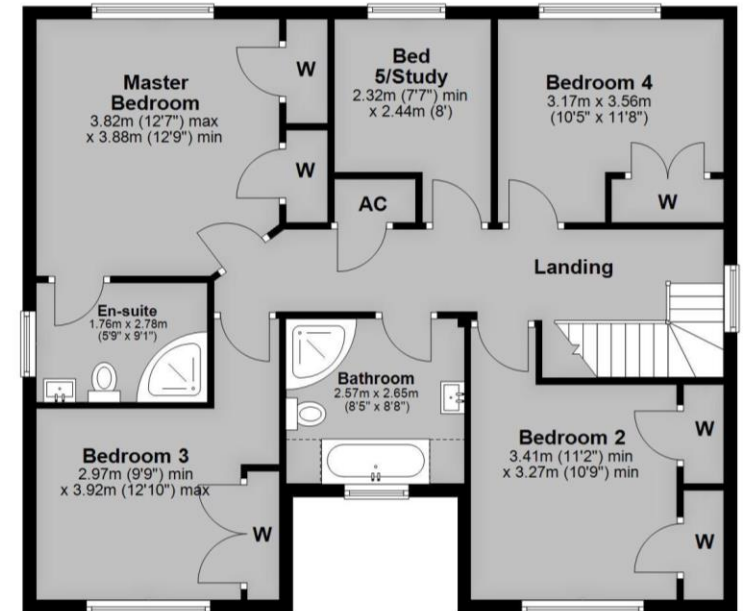 Master
Bedroom
3.82m (12'7") max
x 3.88m (12'9") min
W
W
Bed
5/Study
2.32m (7'7") min
x 2.44m (8')
Bedroom 4
3.17m x 3.56m
(10'5" x 11'8")
W
AC
Landing
En-suite
1.76m x 2.78m
(5'9" x 9'1")
Bathroom
2.57m x 2.65m
(8'5" x 8'8")
Bedroom 3
2.97m (9'9") min
x 3.92m (12'10") max
W
Bedroom 2
3.41m (11'2") min
x 3.27m (10'9") min
W
W